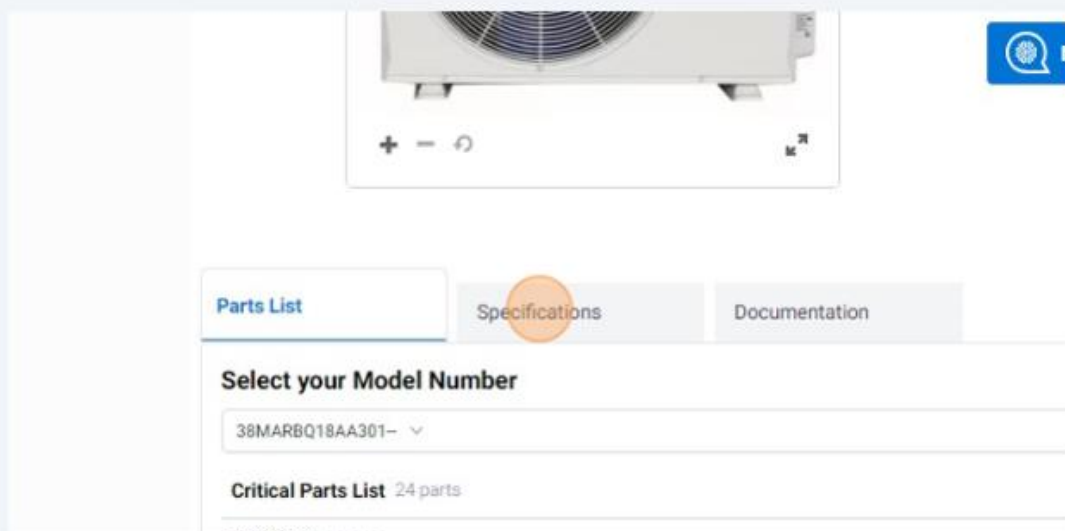 Parts List
Specifications
Documentation
Select your Model Number
38MARBQ18AA301--
Critical Parts List 24 parts